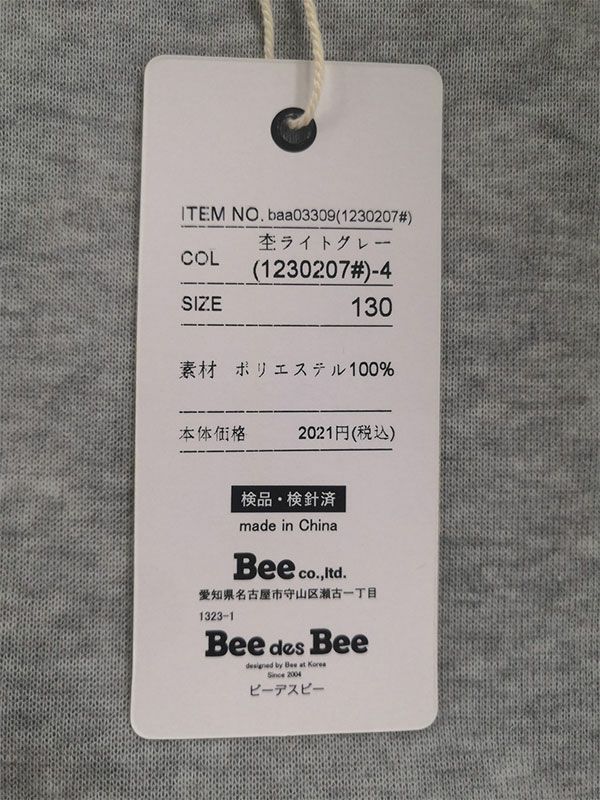 ITEM NO. baa03309(1230207#)
COL 杢ライトグレー
(1230207#)-4
SIZE 130
素材 ポリエステル100%
本体価格 2021円(税込)
検品・検針済
made in China
Bee co.,ltd.
愛知県名古屋市守山区瀬古一丁目
1323-1
Bee des Bee
designed by Bee at Korea
Since 2004
ビーデスビー